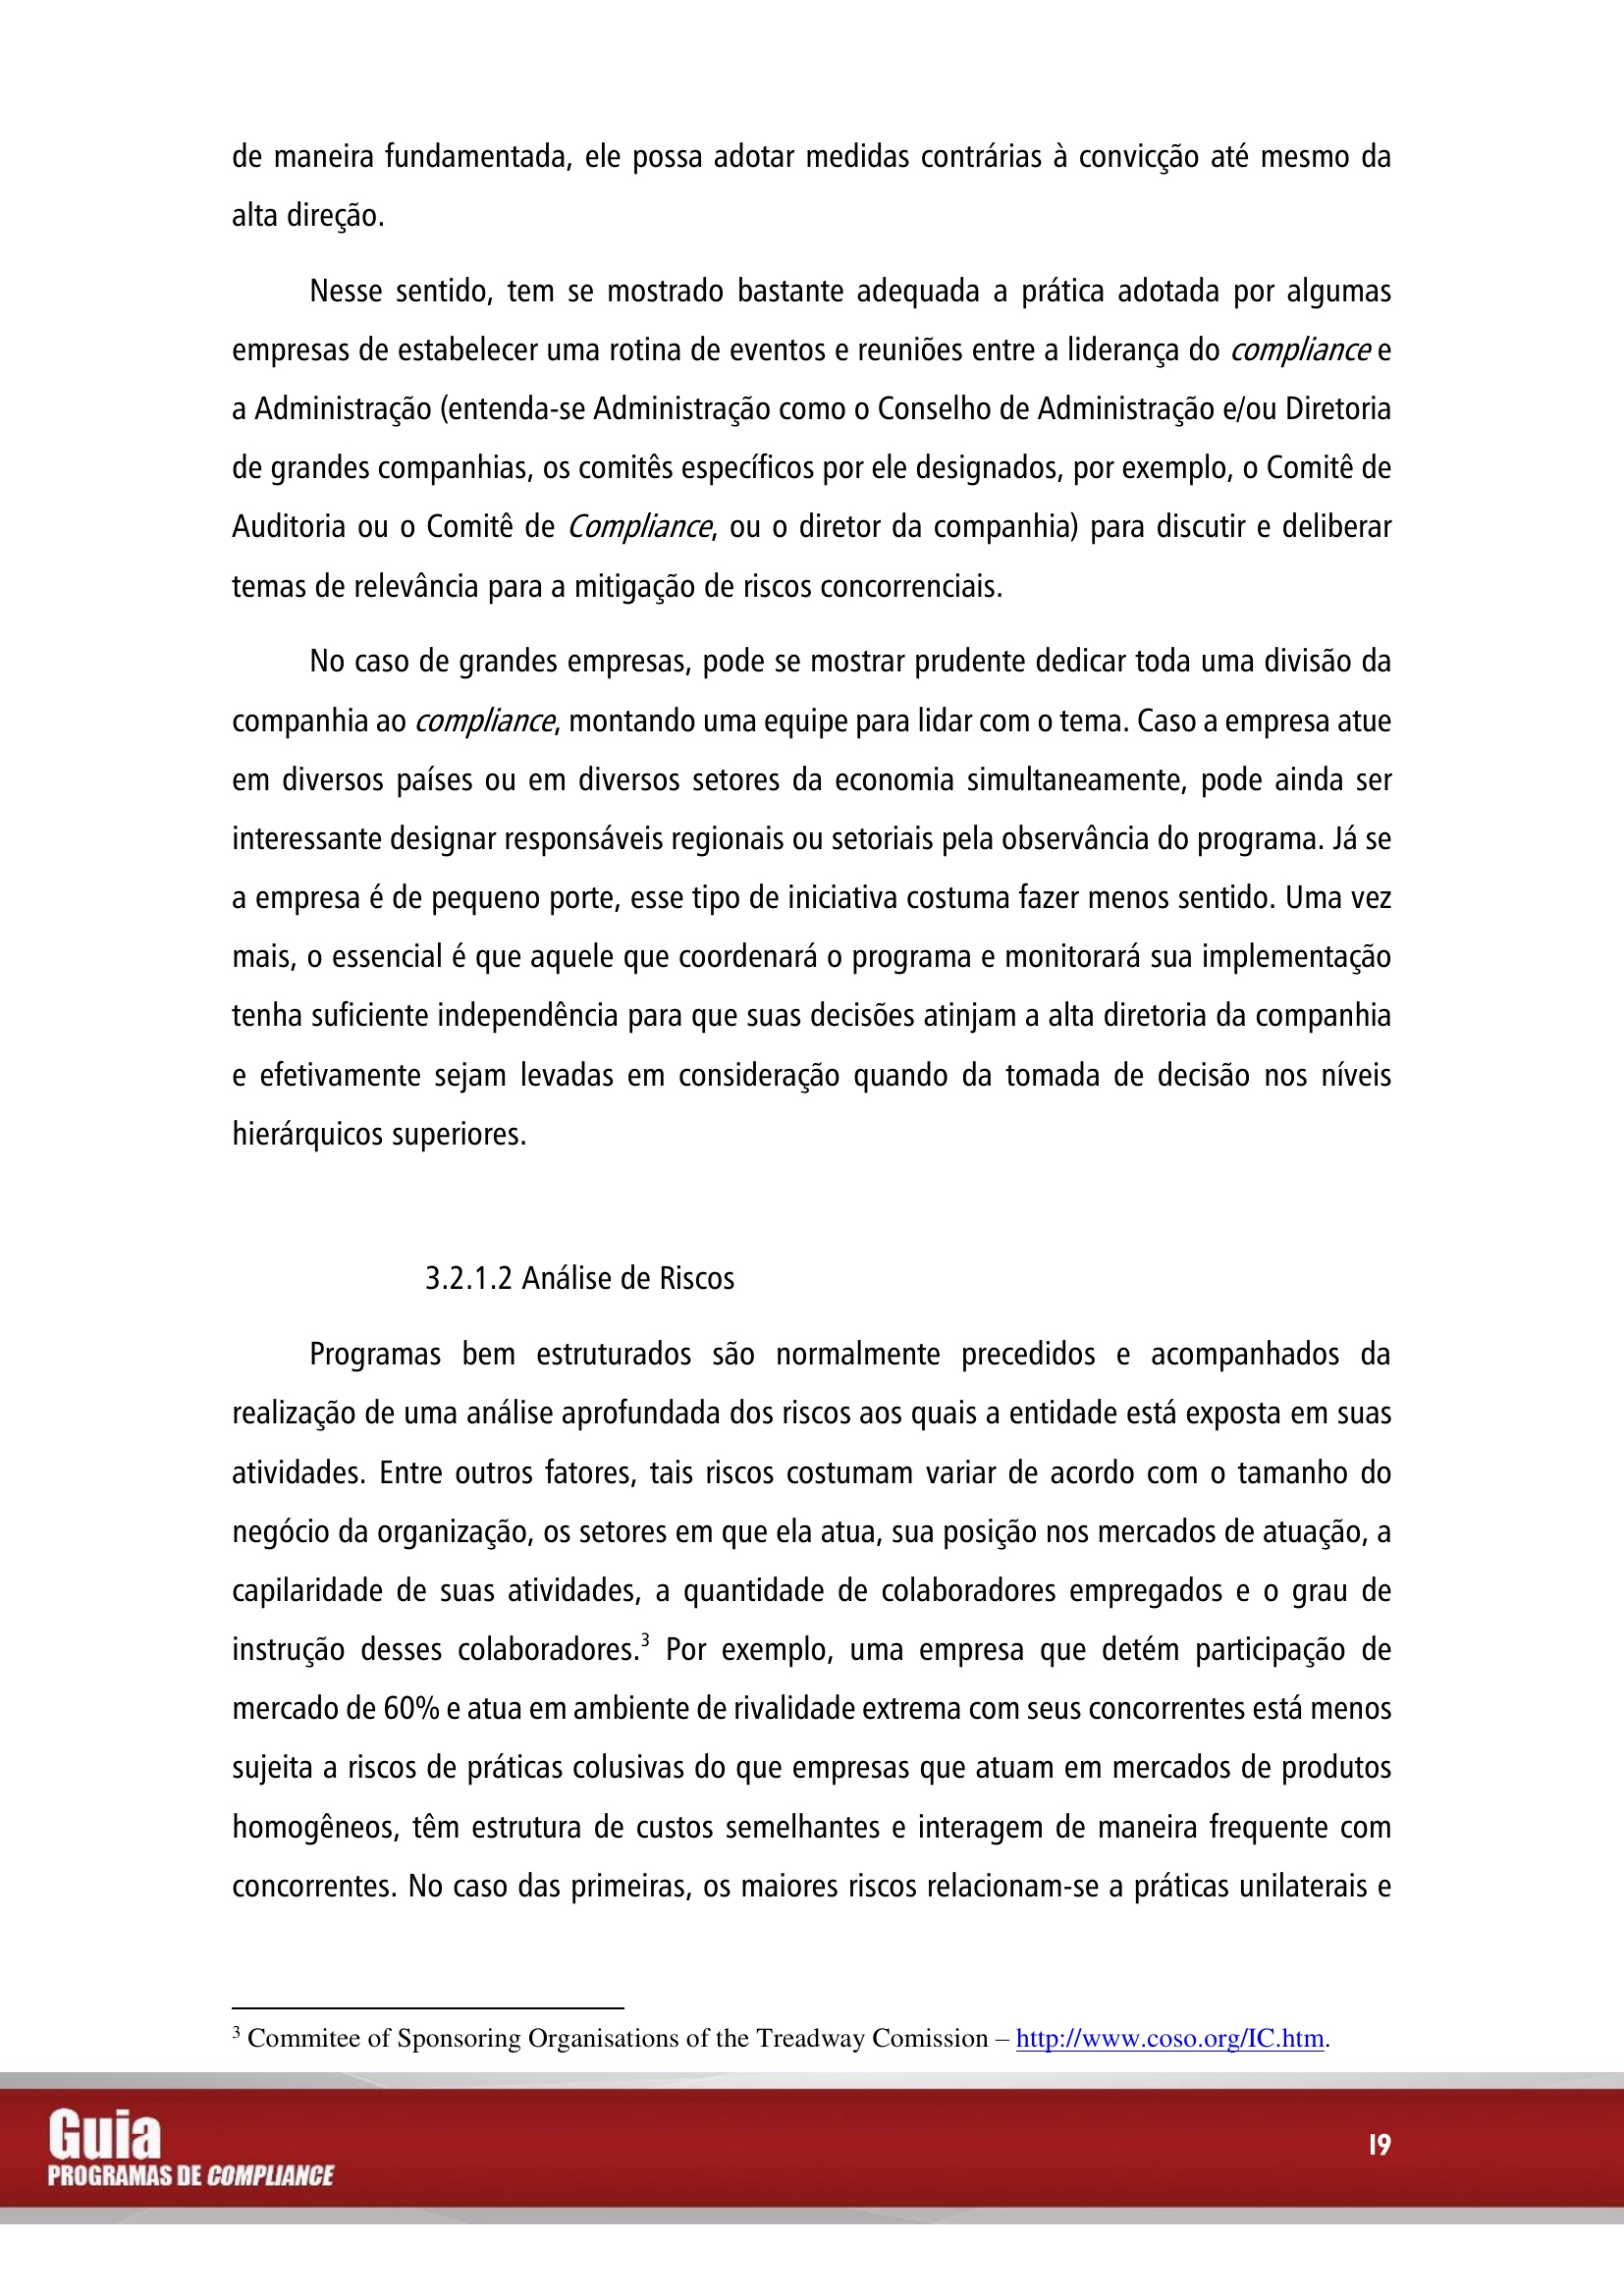 de maneira fundamentada, ele possa adotar medidas contrárias à convicção até mesmo da
alta direção.
Nesse sentido, tem se mostrado bastante adequada a prática adotada por algumas
empresas de estabelecer uma rotina de eventos e reuniões entre a liderança do compliance e
a Administração (entenda-se Administração como o Conselho de Administração e/ou Diretoria
de grandes companhias, os comitês específicos por ele designados, por exemplo, o Comitê de
Auditoria ou o Comitê de Compliance, ou o diretor da companhia) para discutir e deliberar
temas de relevância para a mitigação de riscos concorrenciais.
No caso de grandes empresas, pode se mostrar prudente dedicar toda uma divisão da
companhia ao compliance, montando uma equipe para lidar com o tema. Caso a empresa atue
em diversos países ou em diversos setores da economia simultaneamente, pode ainda ser
interessante designar responsáveis regionais ou setoriais pela observância do programa. Já se
a empresa é de pequeno porte, esse tipo de iniciativa costuma fazer menos sentido. Uma vez
mais, o essencial é que aquele que coordenará o programa e monitorará sua implementação
tenha suficiente independência para que suas decisões atinjam a alta diretoria da companhia
e efetivamente sejam levadas em consideração quando da tomada de decisão nos níveis
hierárquicos superiores.
3.2.1.2 Análise de Riscos
Programas bem estruturados são normalmente precedidos e acompanhados da
realização de uma análise aprofundada dos riscos aos quais a entidade está exposta em suas
atividades. Entre outros fatores, tais riscos costumam variar de acordo com o tamanho do
negócio da organização, os setores em que ela atua, sua posição nos mercados de atuação, a
capilaridade de suas atividades, a quantidade de colaboradores empregados e o grau de
instrução desses colaboradores.³ Por exemplo, uma empresa que detém participação de
mercado de 60% e atua em ambiente de rivalidade extrema com seus concorrentes está menos
sujeita a riscos de práticas colusivas do que empresas que atuam em mercados de produtos
homogêneos, têm estrutura de custos semelhantes e interagem de maneira frequente com
concorrentes. No caso das primeiras, os maiores riscos relacionam-se a práticas unilaterais e
³ Commitee of Sponsoring Organisations of the Treadway Comission – http://www.coso.org/IC.htm.
Guia
PROGRAMAS DE COMPLIANCE
19